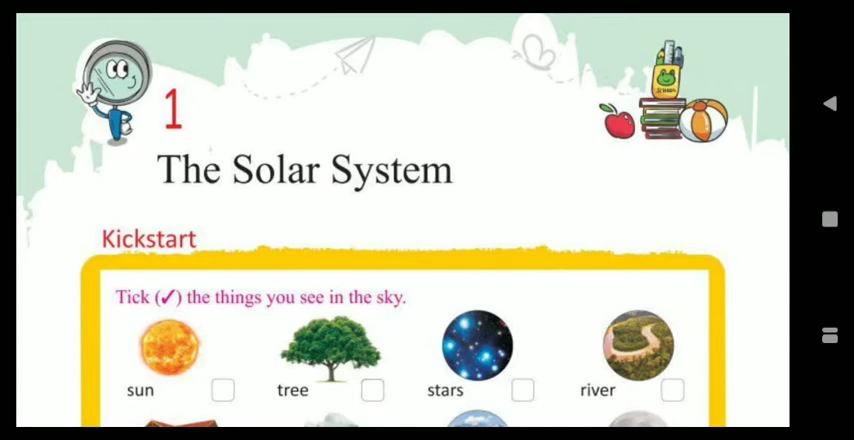 1
The Solar System
Kickstart
Tick (✓) the things you see in the sky.
sun tree stars river